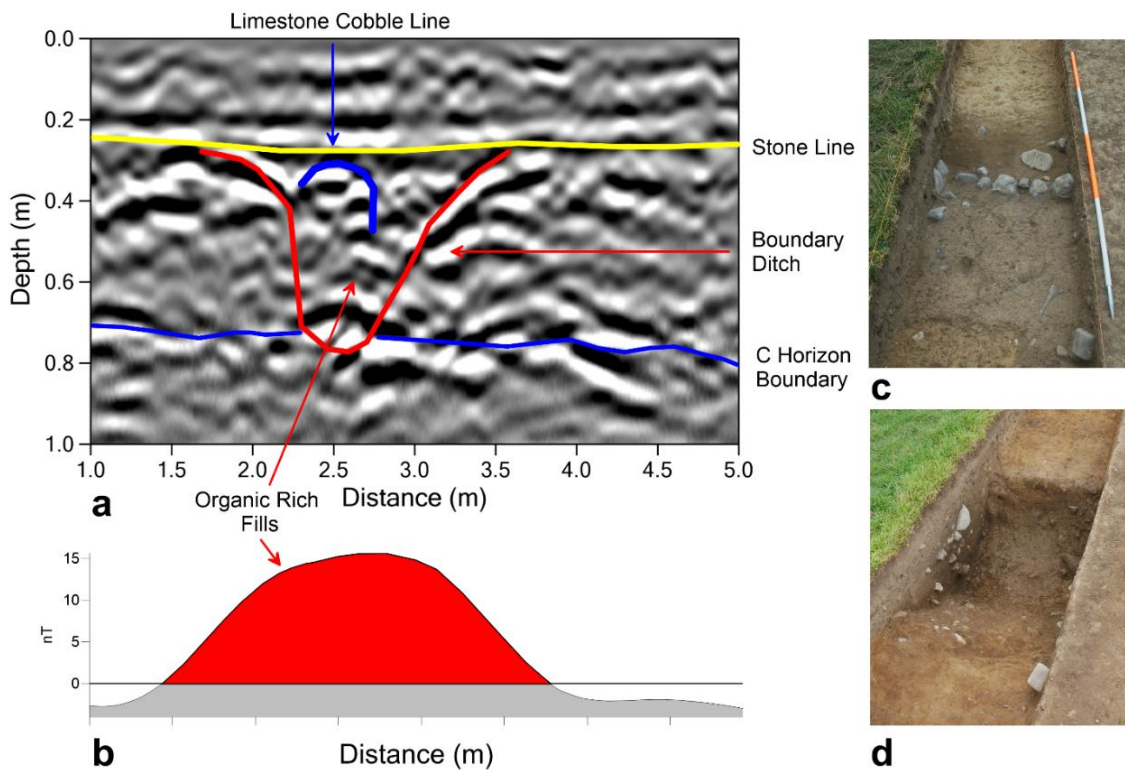 Limestone Cobble Line
0.0
0.2
0.4
0.6
0.8
1.0
Depth (m)
Stone Line
Boundary
Ditch
C Horizon
Boundary
1.0 1.5 2.0 2.5 3.0 3.5 4.0 4.5 5.0
a
Distance (m)
Organic Rich
Fills
15
10
5
0
nT
b
Distance (m)
c
d